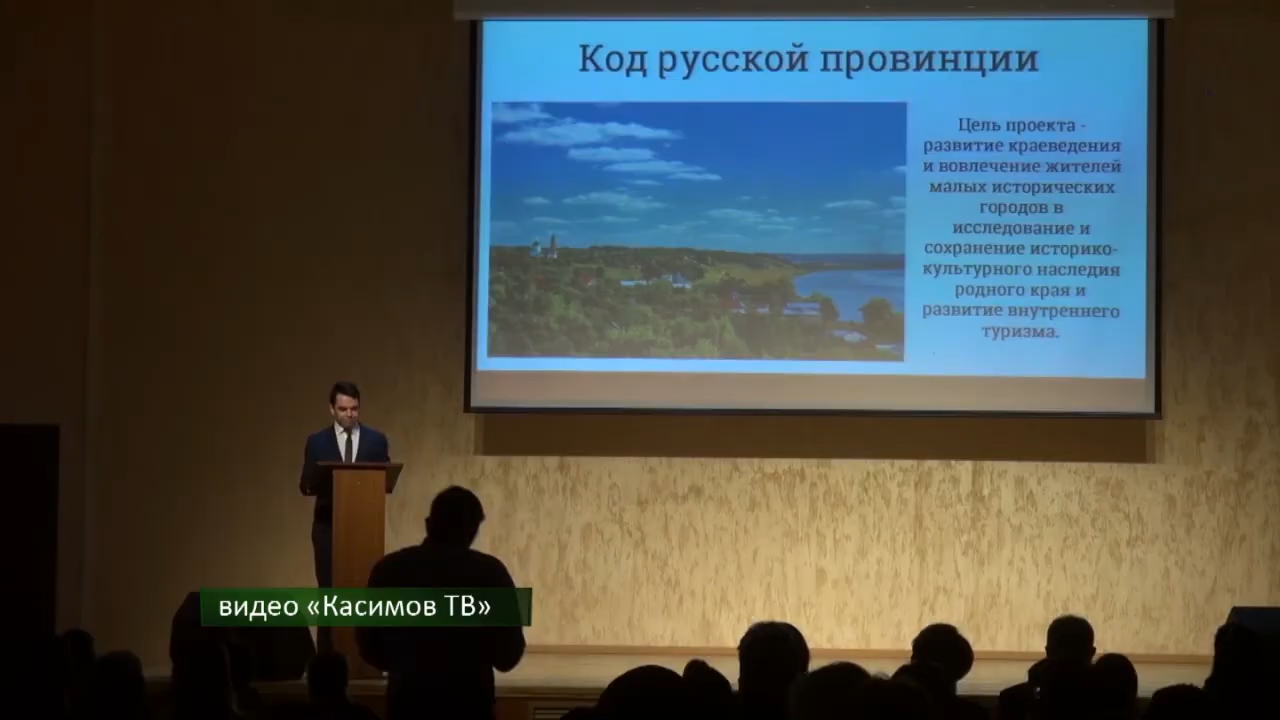 Код русской провинции
Цель проекта -
развитие краеведения
и вовлечение жителей
малых исторических
городов в
исследование и
сохранение историко-
культурного наследия
родного края и
развитие внутреннего
туризма.
видео «Касимов ТВ»